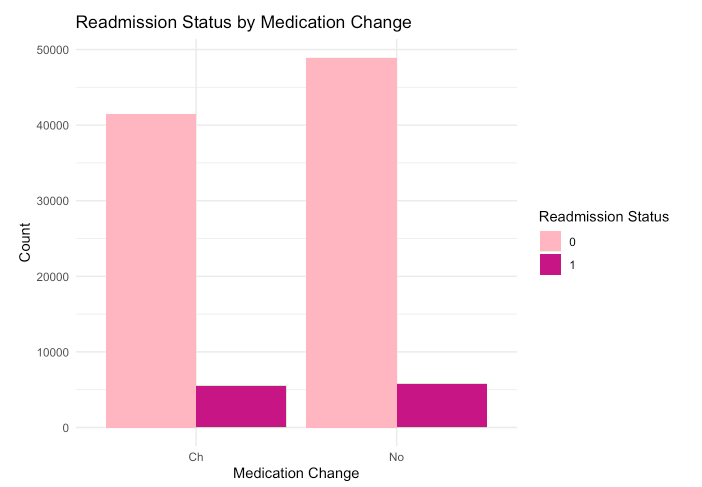 Readmission Status by Medication Change
50000
40000
30000
20000
10000
0
Count
Ch
No
Medication Change
Readmission Status
0
1